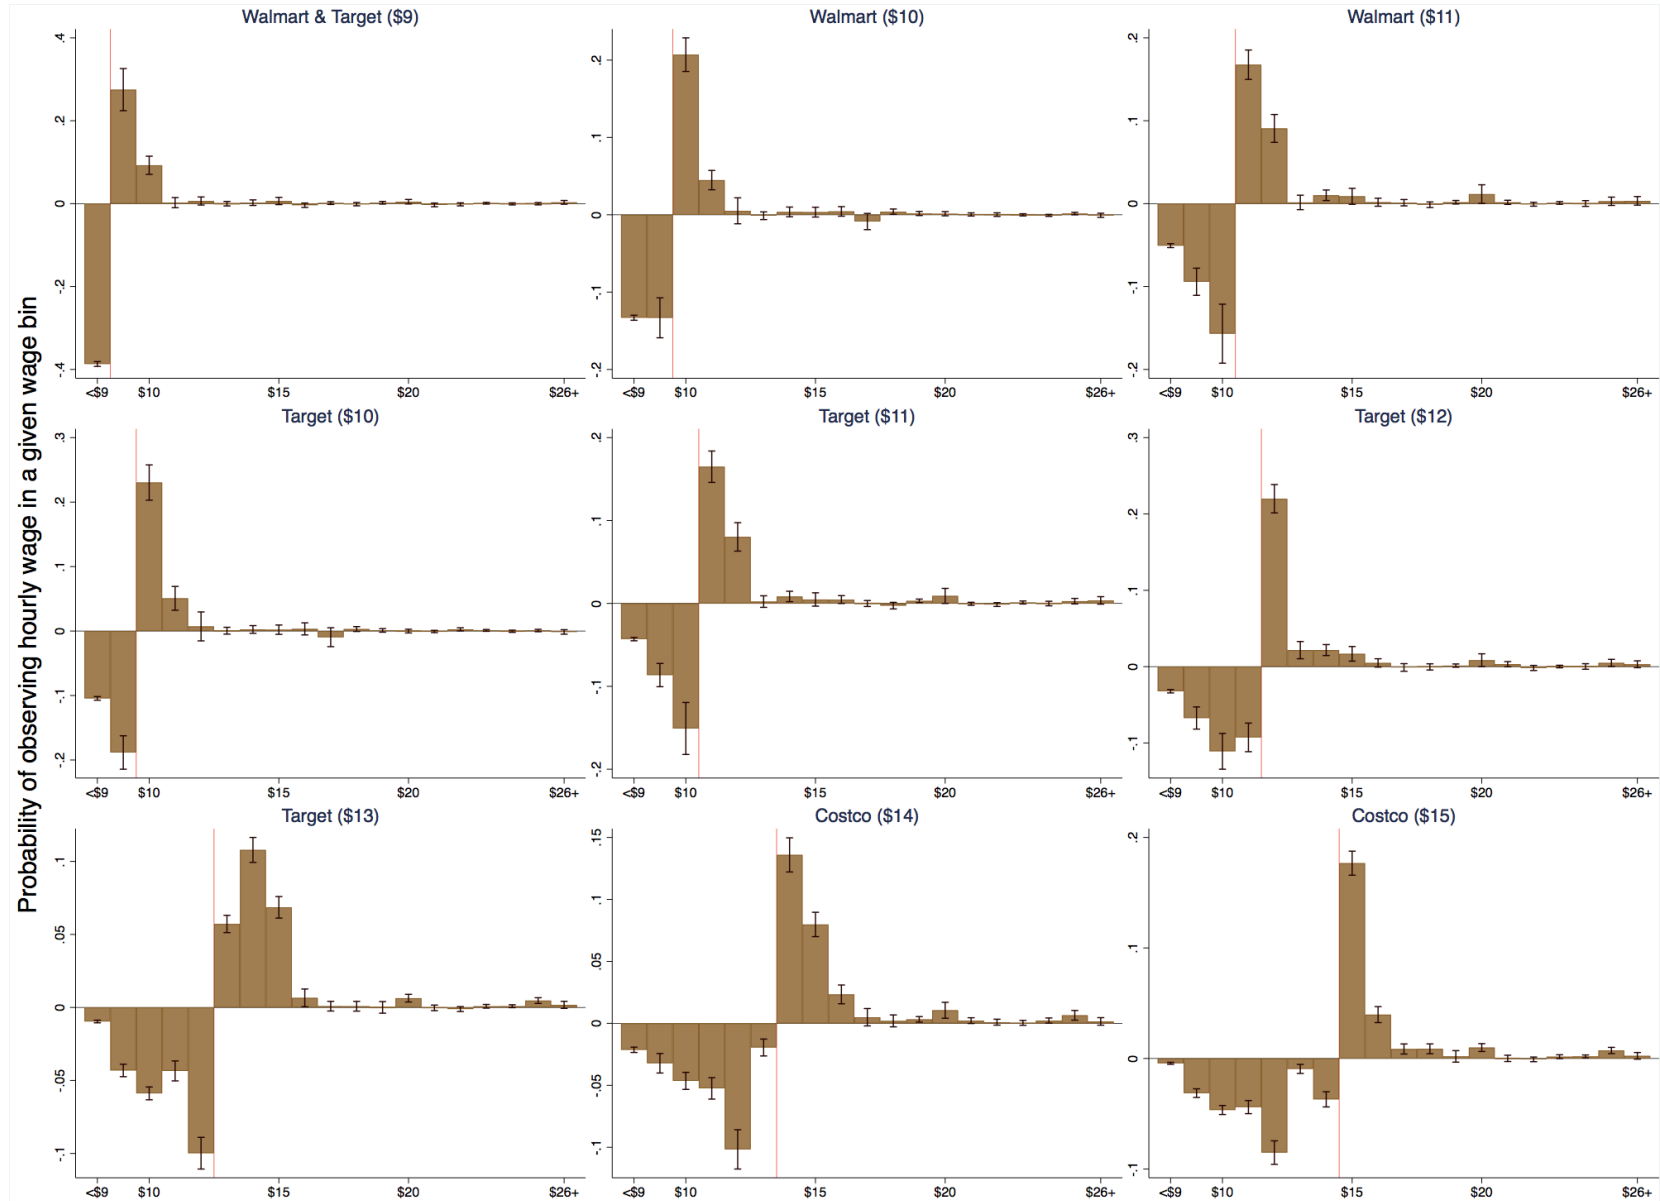 Probability of observing hourly wage in a given wage bin
Walmart & Target ($9)
.4
.2
0
-.2
-.4
<$9 $10 $15 $20 $26+
Walmart ($10)
.2
.1
0
-.1
-.2
<$9 $10 $15 $20 $26+
Walmart ($11)
.2
.1
0
-.1
-.2
<$9 $10 $15 $20 $26+
Target ($10)
.3
.2
.1
0
-.1
-.2
<$9 $10 $15 $20 $26+
Target ($11)
.2
.1
0
-.1
-.2
<$9 $10 $15 $20 $26+
Target ($12)
.3
.2
.1
0
-.1
<$9 $10 $15 $20 $26+
Target ($13)
.1
.05
0
-.05
-.1
<$9 $10 $15 $20 $26+
Costco ($14)
.15
.1
.05
0
-.05
-.1
<$9 $10 $15 $20 $26+
Costco ($15)
.2
.1
0
-.1
<$9 $10 $15 $20 $26+